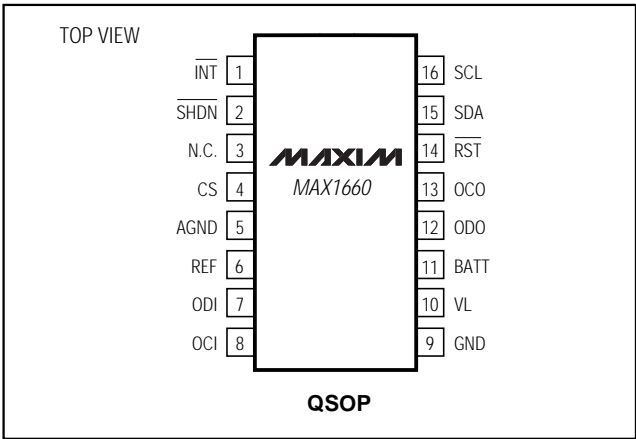 TOP VIEW
INT 1
SHDN 2
N.C. 3
CS 4
AGND 5
REF 6
ODI 7
OCI 8
MAXIM
MAX1660
16 SCL
15 SDA
14 RST
13 OCO
12 ODO
11 BATT
10 VL
9 GND
QSOP